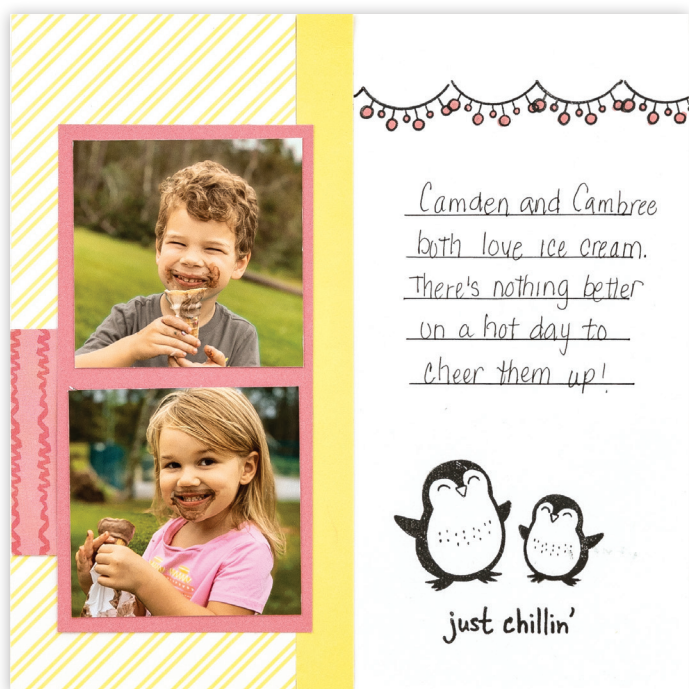 Camden and Cambree
both love ice cream.
There's nothing better
on a hot day to
cheer them up!
just chillin'